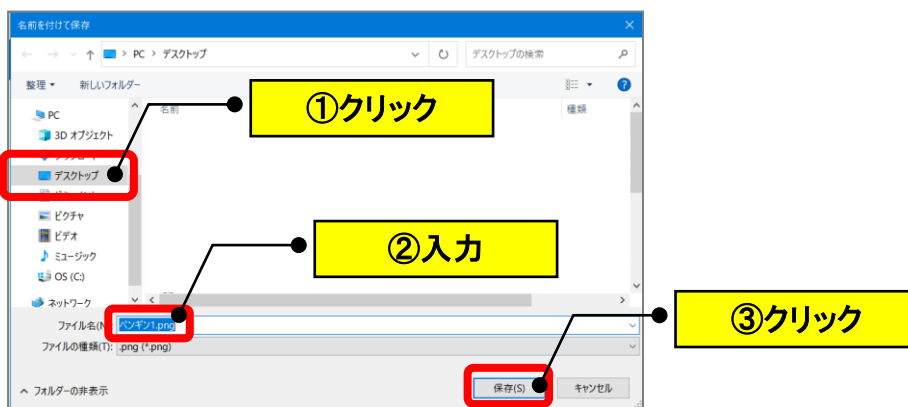 名前を付けて保存
PC > デスクトップ
デスクトップの検索
整理
新しいフォルダー
PC
3D オブジェクト
デスクトップ
ピクチャ
ビデオ
ミュージック
OS (C:)
ネットワーク
名前
種類
①クリック
②入力
ファイル名(N
ペンギン1.png
ファイルの種類(T): .png (*.png)
③クリック
フォルダーの非表示
保存(S)
キャンセル